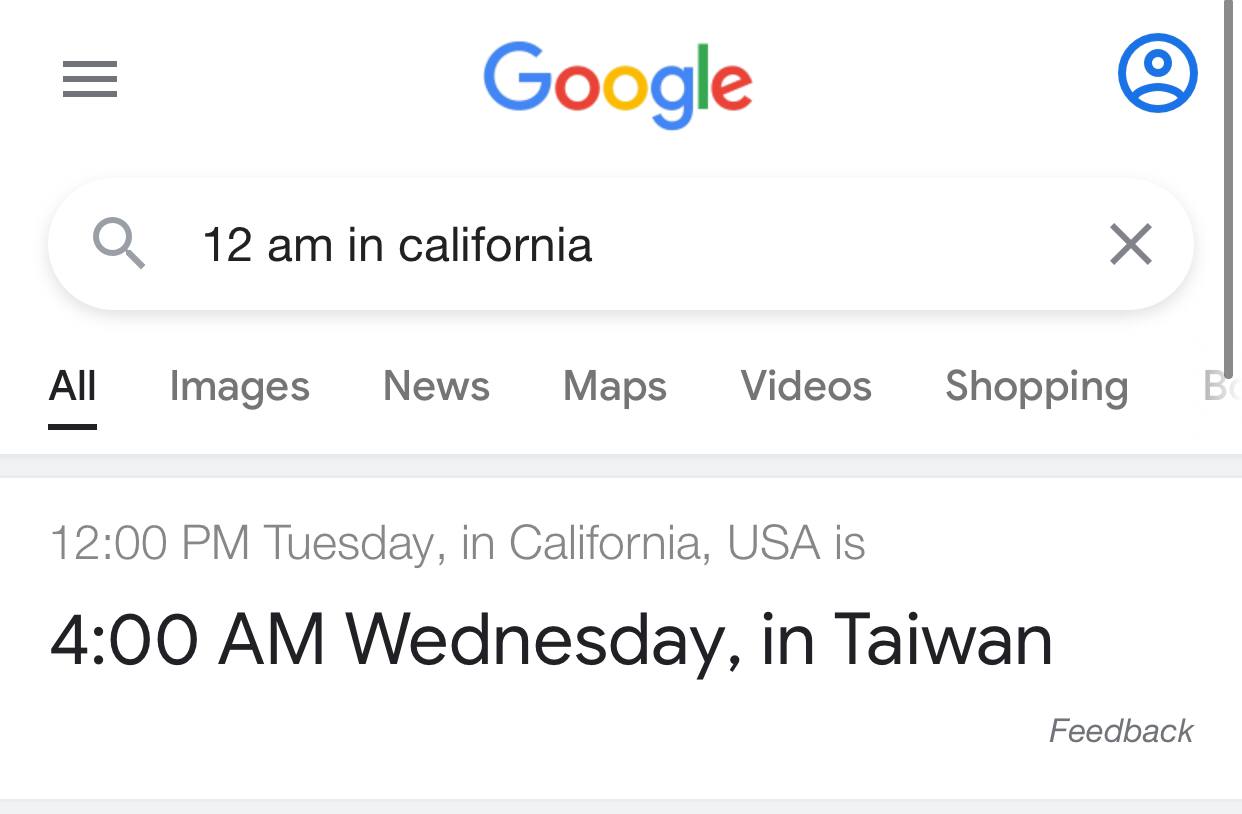 Google
12 am in california
All Images News Maps Videos Shopping
12:00 PM Tuesday, in California, USA is
4:00 AM Wednesday, in Taiwan
Feedback